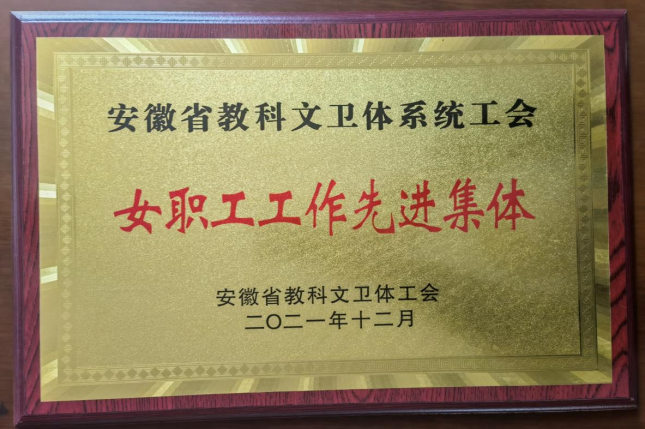 安徽省教科文卫体系统工会
女职工工作先进集体
安徽省教科文卫体工会
二〇二一年十二月